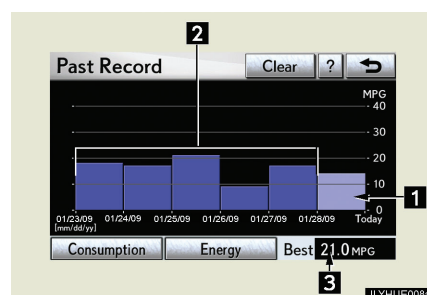 2
Past Record Clear ?
MPG
40
30
20
10
1
0
01/23/09 01/24/09 01/25/09 01/26/09 01/27/09 01/28/09 Today
[mm/dd/yy]
Consumption Energy Best 21.0 MPG
3